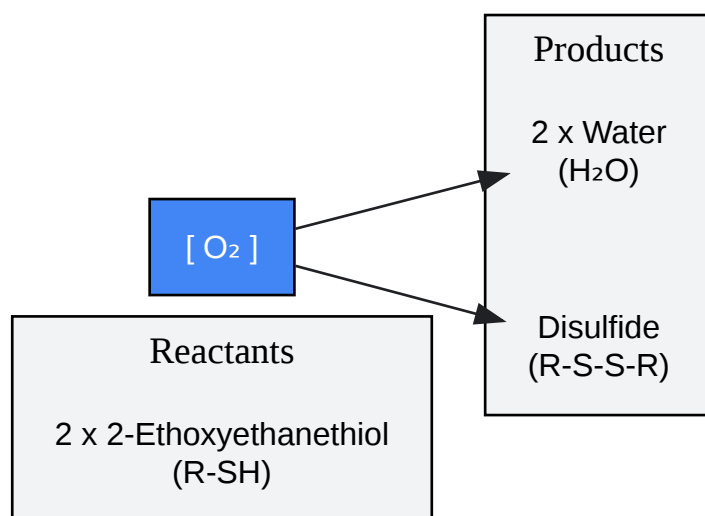 Products
2 x Water
(H₂O)
[ O₂ ]
Disulfide
(R-S-S-R)
Reactants
2 x 2-Ethoxyethanethiol
(R-SH)